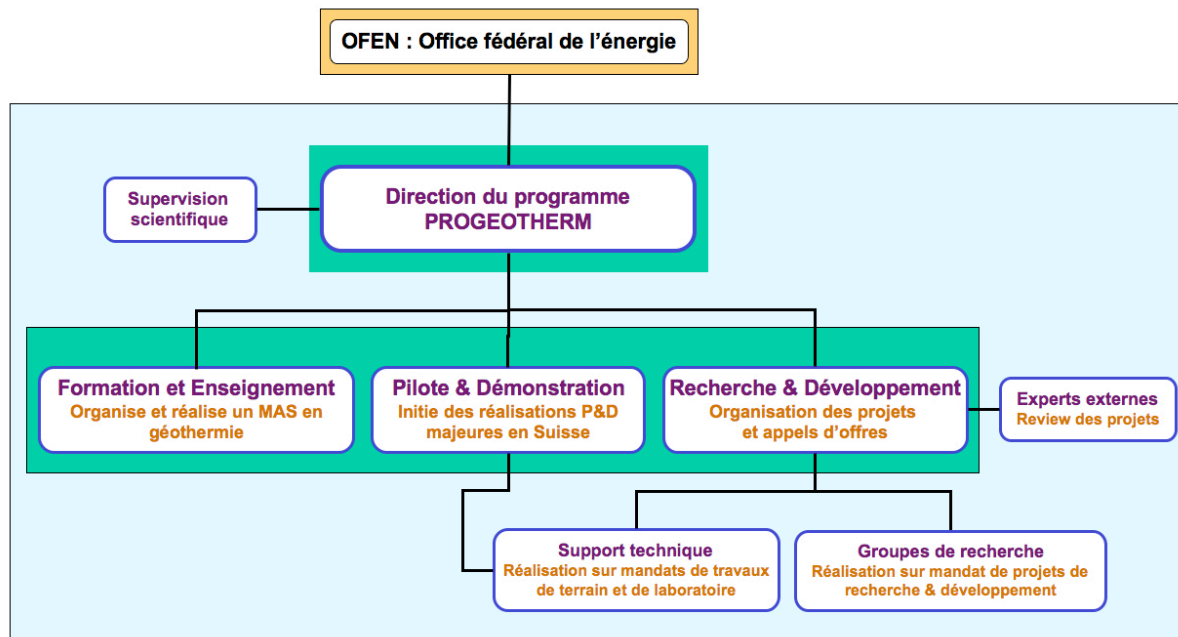 OFEN : Office fédéral de l’énergie
Supervision
scientifique
Direction du programme
PROGEOTHERM
Formation et Enseignement
Organise et réalise un MAS en
géothermie
Pilote & Démonstration
Initie des réalisations P&D
majeures en Suisse
Recherche & Développement
Organisation des projets
et appels d’offres
Experts externes
Review des projets
Support technique
Réalisation sur mandats de travaux
de terrain et de laboratoire
Groupes de recherche
Réalisation sur mandat de projets de
recherche & développement